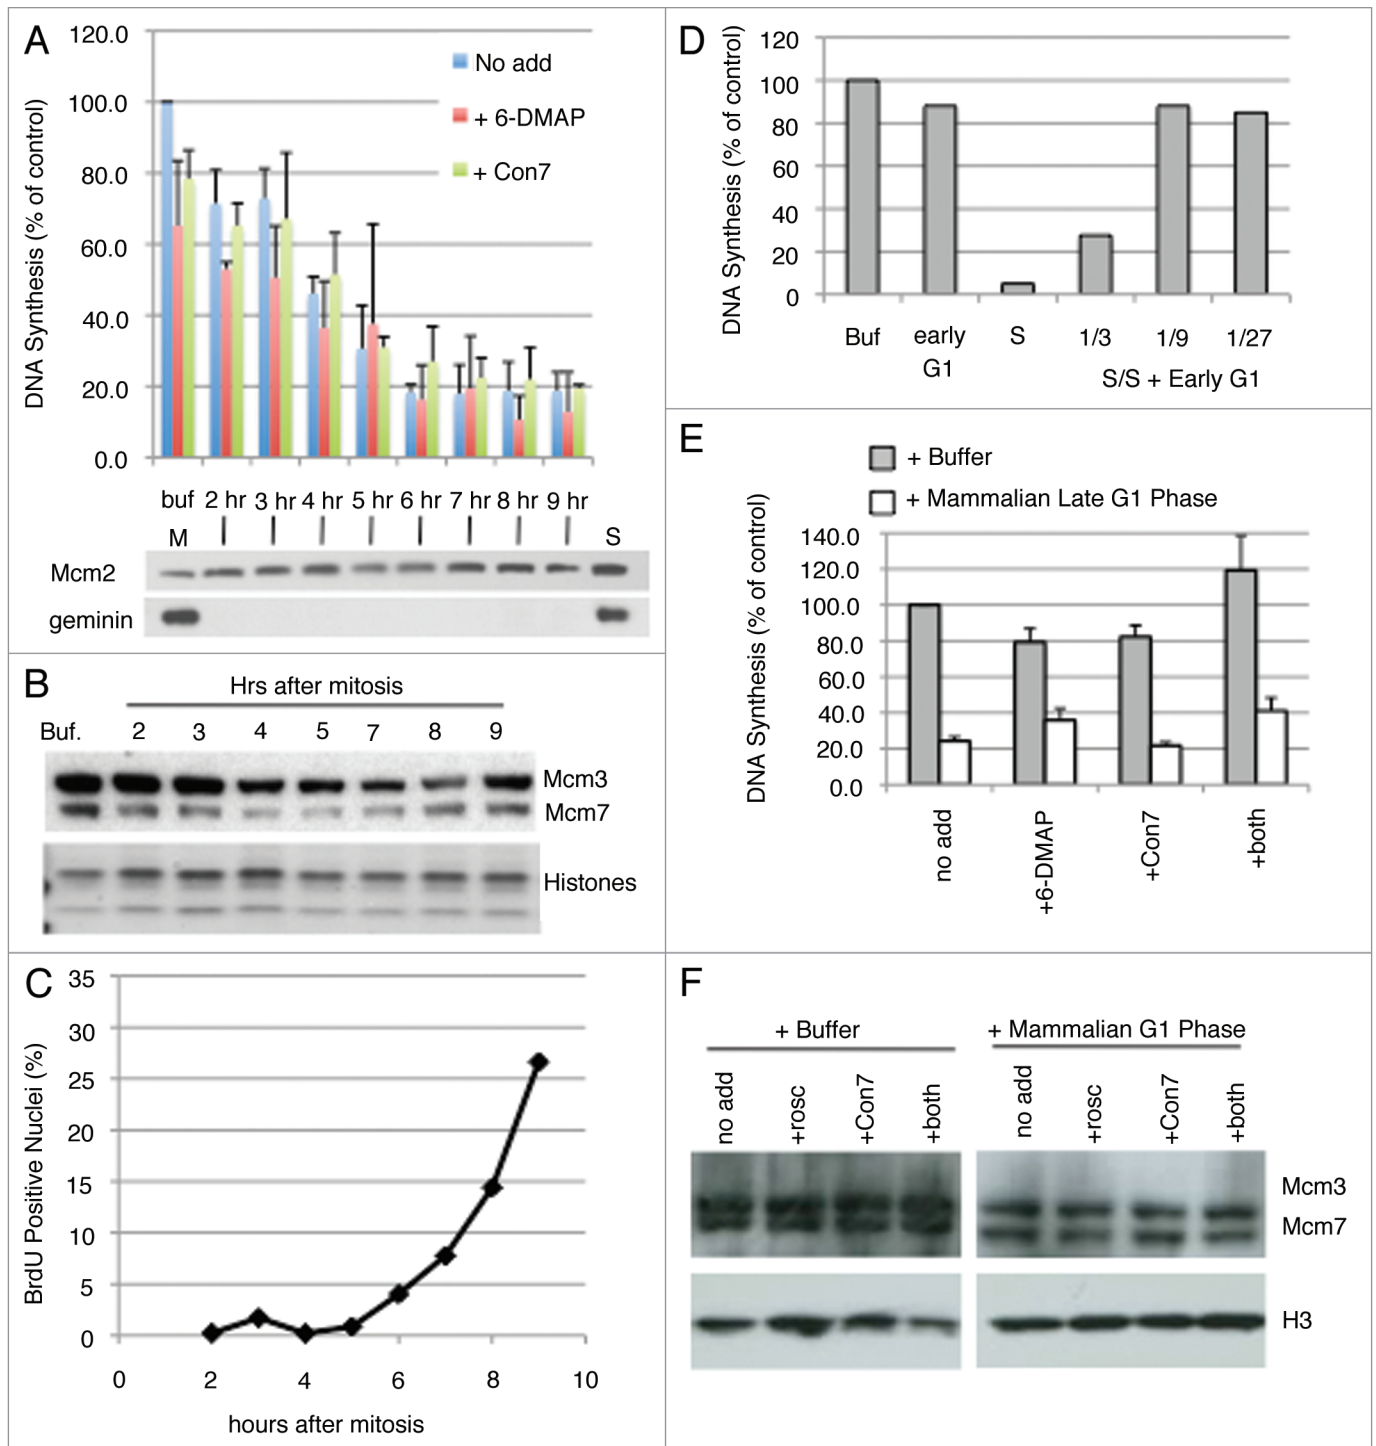 A
DNA Synthesis (% of control)
120.0
100.0
80.0
60.0
40.0
20.0
0.0
No add
+ 6-DMAP
+ Con7
buf 2 hr 3 hr 4 hr 5 hr 6 hr 7 hr 8 hr 9 hr
M S
Mcm2
geminin
B
Hrs after mitosis
Buf. 2 3 4 5 7 8 9
Mcm3
Mcm7
Histones
C
BrdU Positive Nuclei (%)
35
30
25
20
15
10
5
0
0 2 4 6 8 10
hours after mitosis
D
DNA Synthesis (% of control)
120
100
80
60
40
20
0
Buf early G1 S 1/3 1/9 1/27
S/S + Early G1
E
+ Buffer
+ Mammalian Late G1 Phase
DNA Synthesis (% of control)
140.0
120.0
100.0
80.0
60.0
40.0
20.0
0.0
no add
+6-DMAP
+Con7
+both
F
+ Buffer
+ Mammalian G1 Phase
no add
+rosc
+Con7
+both
no add
+rosc
+Con7
+both
Mcm3
Mcm7
H3